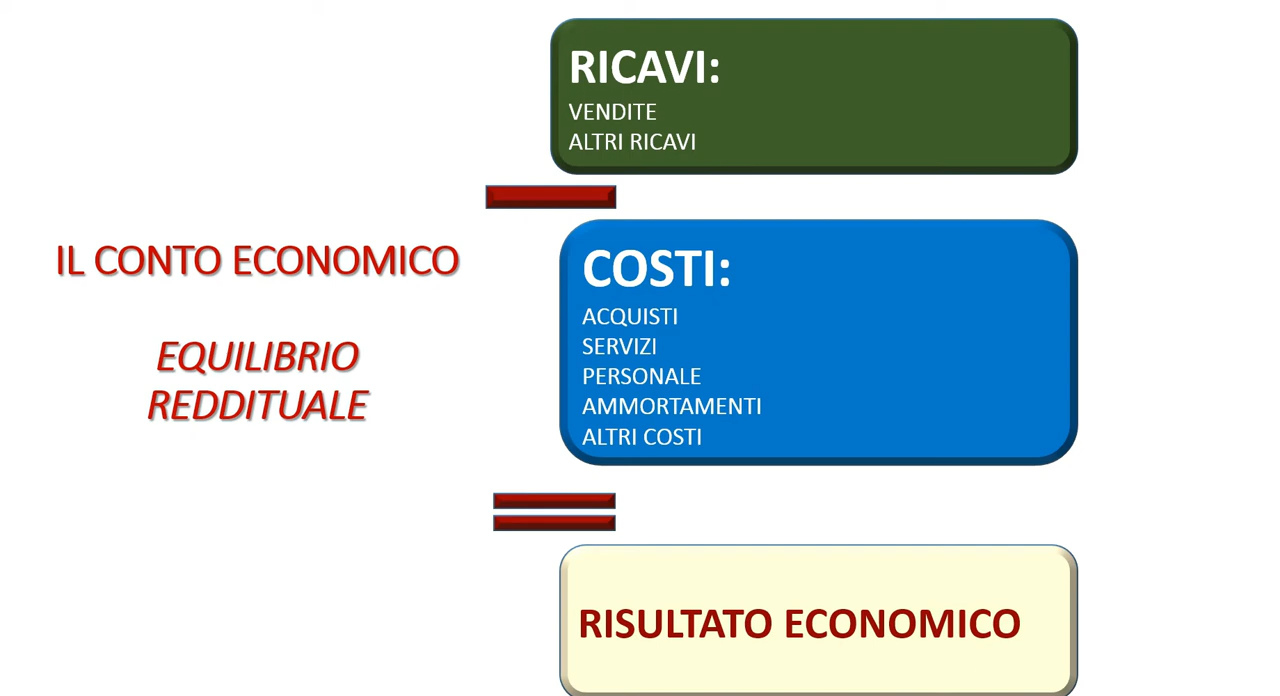 RICAVI:
VENDITE
ALTRI RICAVI
IL CONTO ECONOMICO
EQUILIBRIO
REDDITUALE
COSTI:
ACQUISTI
SERVIZI
PERSONALE
AMMORTAMENTI
ALTRI COSTI
RISULTATO ECONOMICO